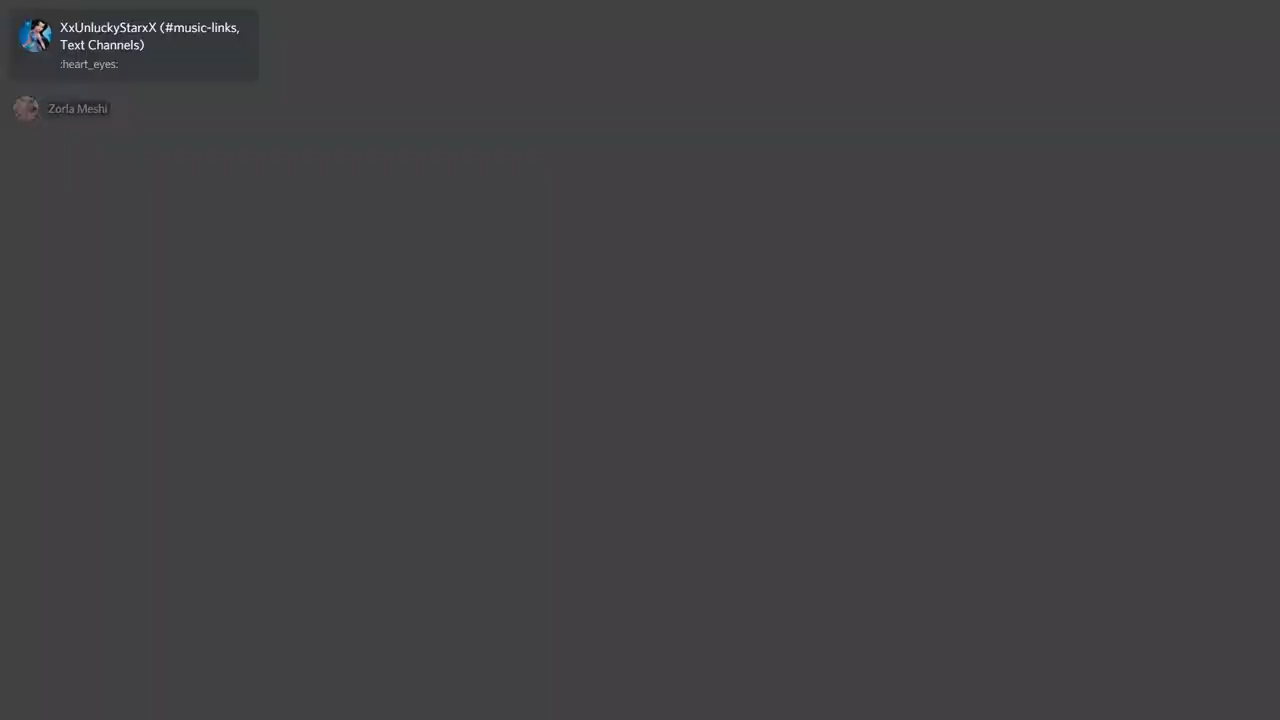 XxUnluckyStarxX (#music-links,
Text Channels)
:heart_eyes:
Zorla Meshi